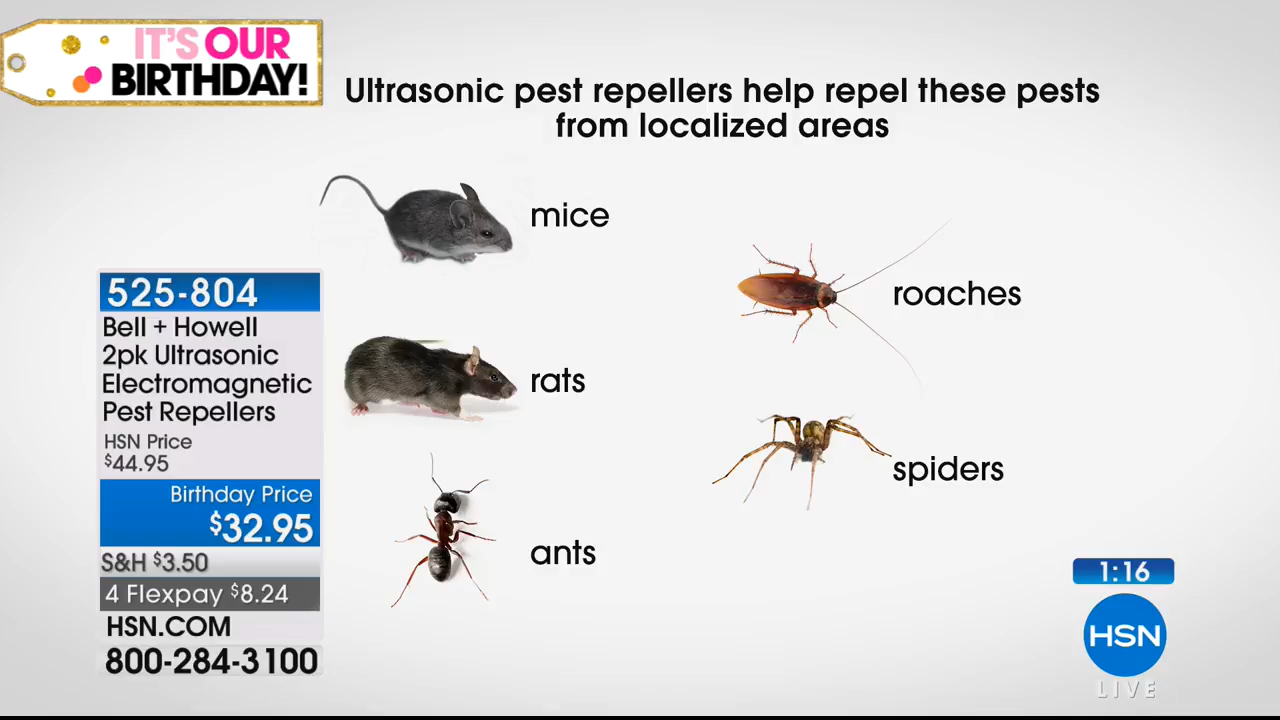 IT'S OUR
BIRTHDAY!
Ultrasonic pest repellers help repel these pests
from localized areas
mice
roaches
rats
spiders
ants
525-804
Bell + Howell
2pk Ultrasonic
Electromagnetic
Pest Repellers
HSN Price
$44.95
Birthday Price
$32.95
S&H $3.50
4 Flexpay $8.24
HSN.COM
800-284-3100
1:16
HSN
LIVE